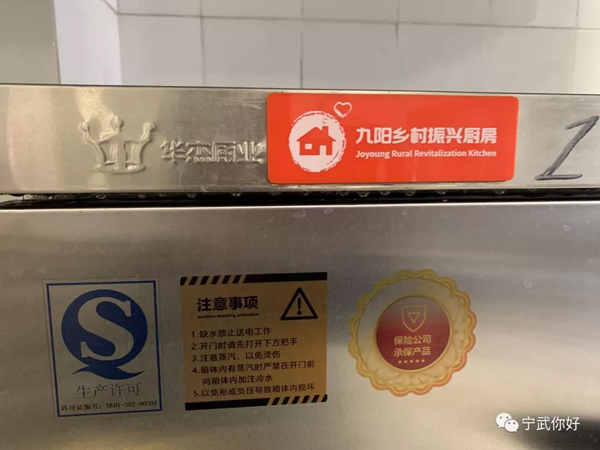 华杰厨业
九阳乡村振兴厨房
Joyoung Rural Revitalization Kitchen
1
生产许可
注意事项
1.缺水禁止送电工作
2.开门时请先打开下方把手
3.注意蒸汽,以免烫伤
4.箱体内有蒸汽时严禁在开门前
向箱体内加注冷水
5.以免形成负压导致箱体内损坏
保险公司
承保产品
宁武你好